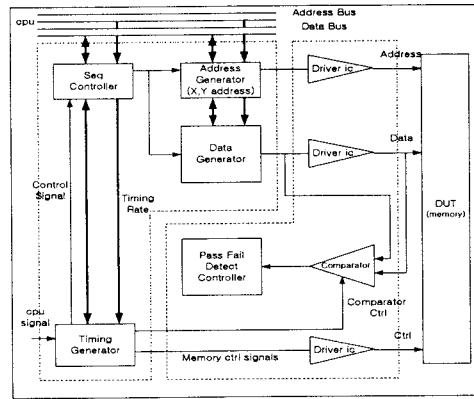 cpu
Address Bus
Data Bus
Seq
Controller
Address
Generator
(X,Y address)
Driver ic
Address
Data
Generator
Driver ic
Data
Control
Signal
Timing
Rate
DUT
(memory)
Pass Fail
Detect
Controller
Comparator
Comparator
Ctrl
cpu
signal
Timing
Generator
Memory ctrl signals
Driver ic
Ctrl